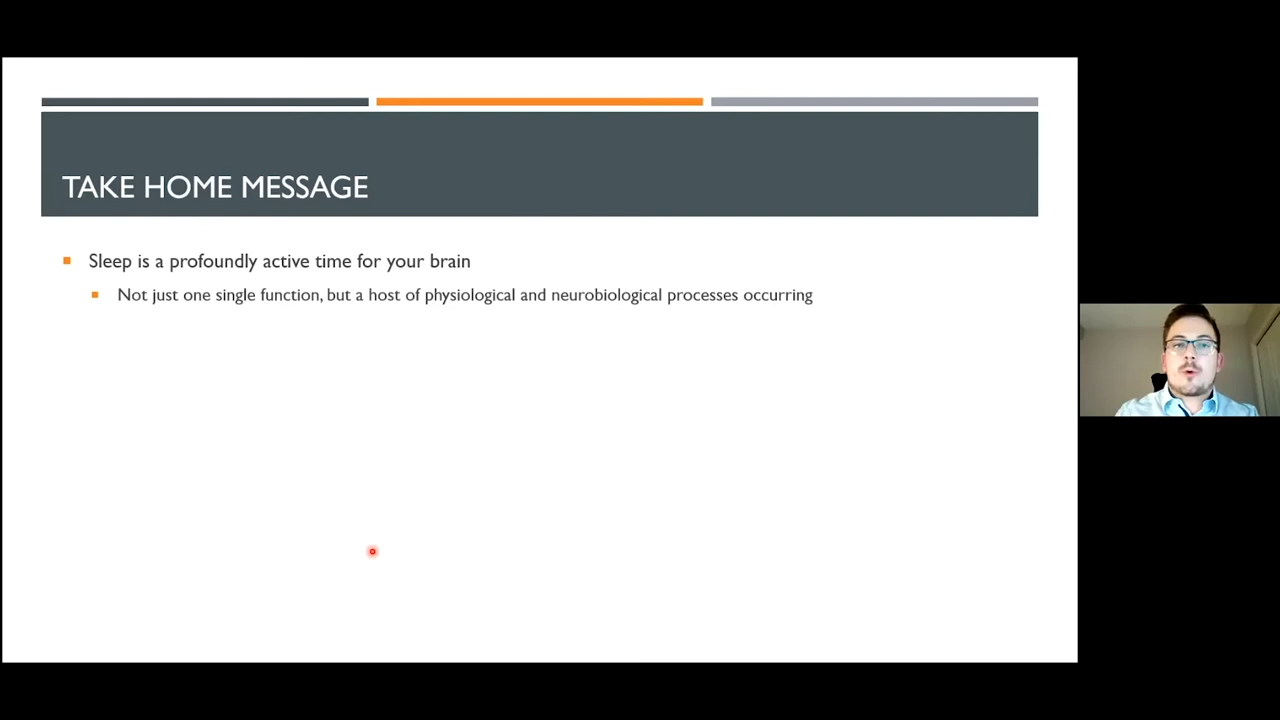 TAKE HOME MESSAGE
Sleep is a profoundly active time for your brain
Not just one single function, but a host of physiological and neurobiological processes occurring